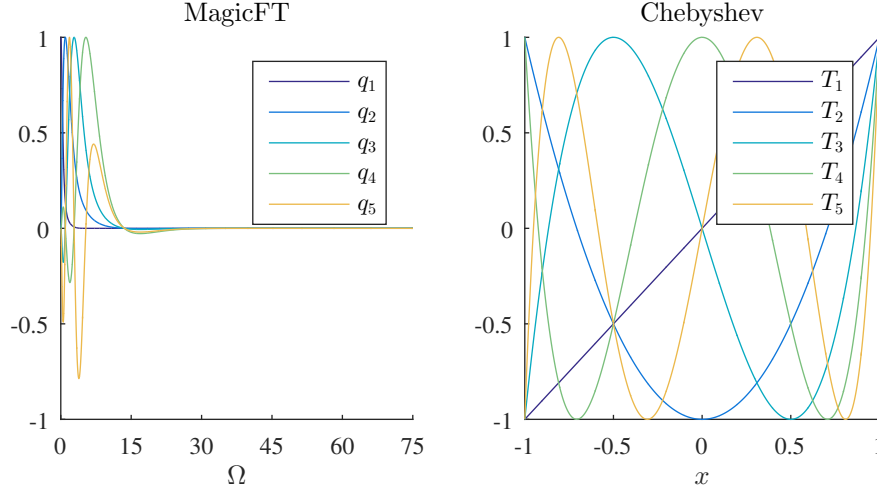 MagicFT
1
0.5
0
-0.5
-1
0 15 30 45 60 75
Ω
q₁
q₂
q₃
q₄
q₅
Chebyshev
1
0.5
0
-0.5
-1
-1 -0.5 0 0.5 1
x
T₁
T₂
T₃
T₄
T₅